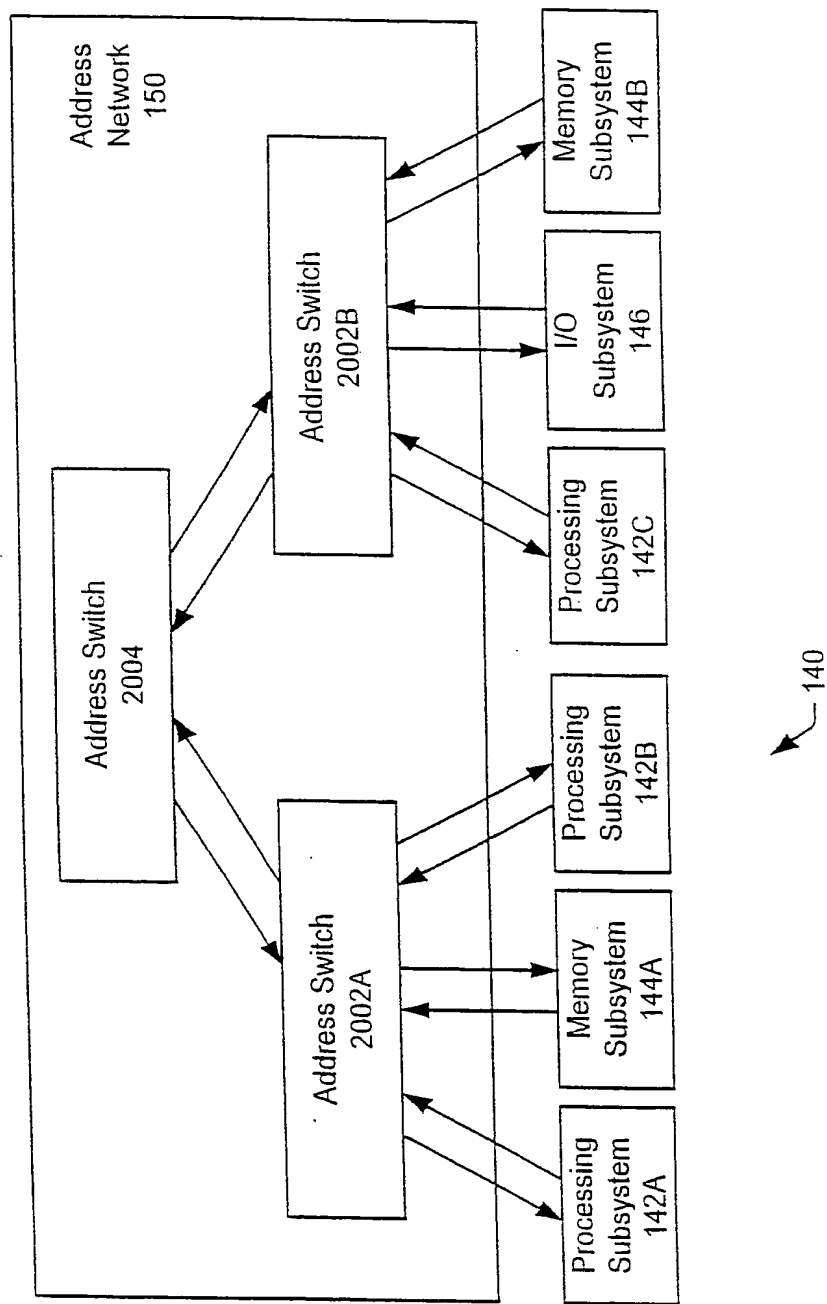 Address
Network
150
Address Switch
2004
Address Switch
2002A
Address Switch
2002B
Processing
Subsystem
142A
Memory
Subsystem
144A
Processing
Subsystem
142B
Processing
Subsystem
142C
I/O
Subsystem
146
Memory
Subsystem
144B
140